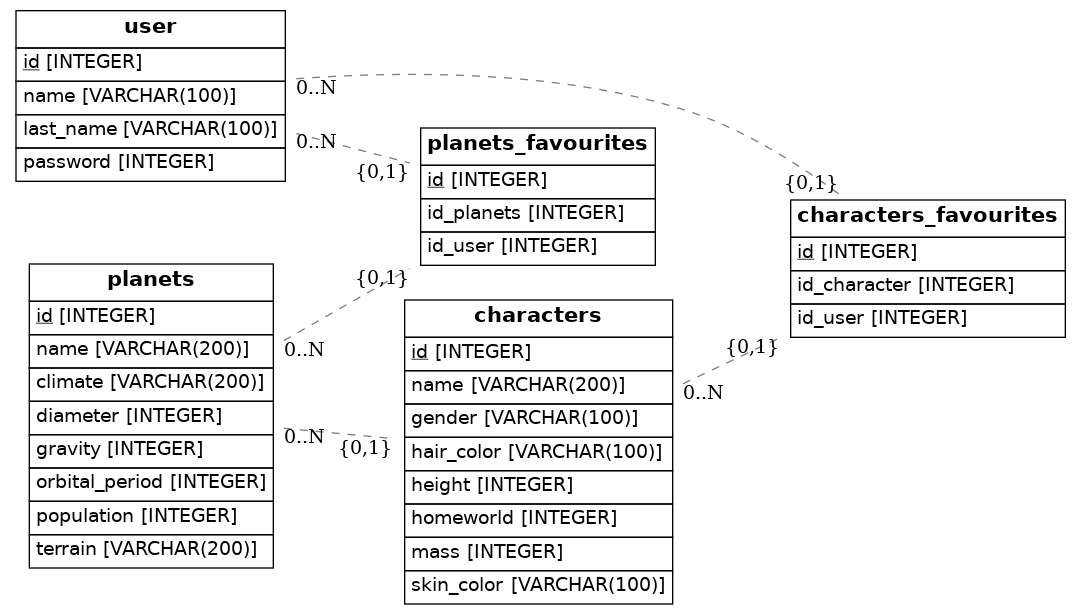 user
id [INTEGER]
name [VARCHAR(100)]
last_name [VARCHAR(100)]
password [INTEGER]
0..N
0..N
planets_favourites
id [INTEGER]
id_planets [INTEGER]
id_user [INTEGER]
{0,1}
{0,1}
characters_favourites
id [INTEGER]
id_character [INTEGER]
id_user [INTEGER]
{0,1}
{0,1}
planets
id [INTEGER]
name [VARCHAR(200)]
climate [VARCHAR(200)]
diameter [INTEGER]
gravity [INTEGER]
orbital_period [INTEGER]
population [INTEGER]
terrain [VARCHAR(200)]
0..N
0..N
{0,1}
characters
id [INTEGER]
name [VARCHAR(200)]
gender [VARCHAR(100)]
hair_color [VARCHAR(100)]
height [INTEGER]
homeworld [INTEGER]
mass [INTEGER]
skin_color [VARCHAR(100)]
0..N